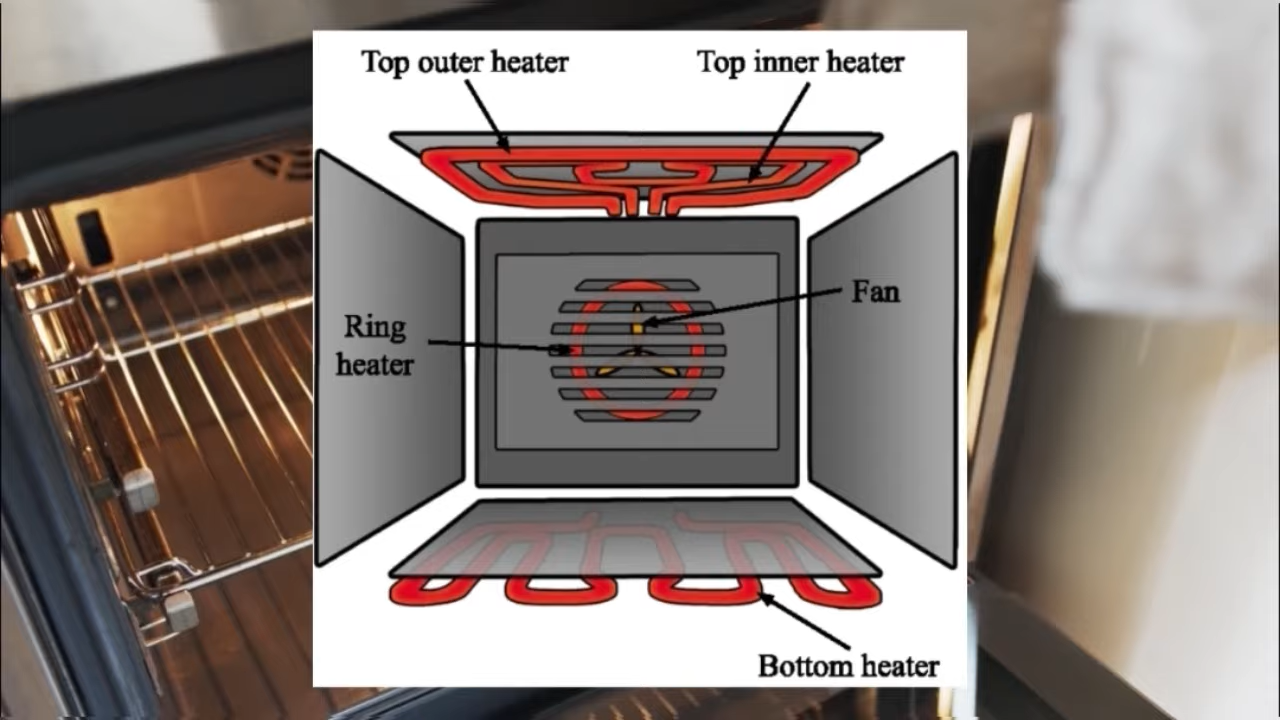 Top outer heater
Top inner heater
Fan
Ring
heater
Bottom heater